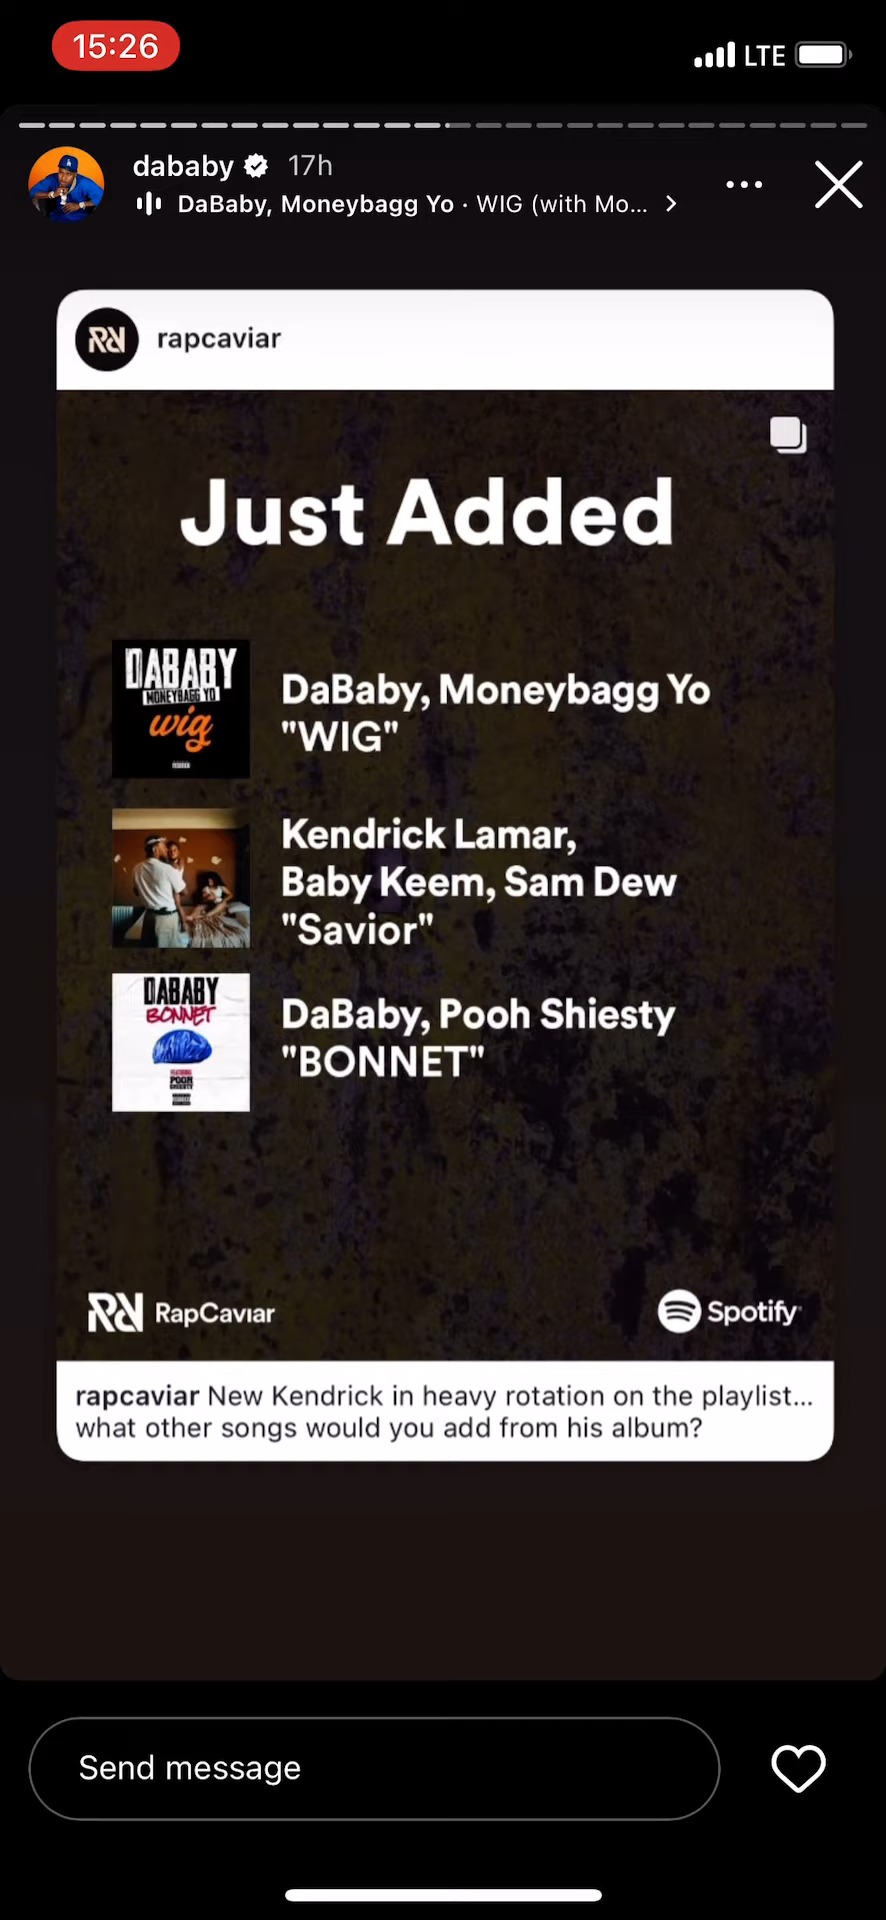 15:26
LTE
dababy 17h
DaBaby, Moneybagg Yo · WIG (with Mo...
rapcaviar
Just Added
DABABY
MONEYBAGG YO
wig
DaBaby, Moneybagg Yo
"WIG"
Kendrick Lamar,
Baby Keem, Sam Dew
"Savior"
DABABY
BONNET
FEATURING
POOH
SHIESTY
DaBaby, Pooh Shiesty
"BONNET"
RapCaviar
Spotify
rapcaviar New Kendrick in heavy rotation on the playlist...
what other songs would you add from his album?
Send message